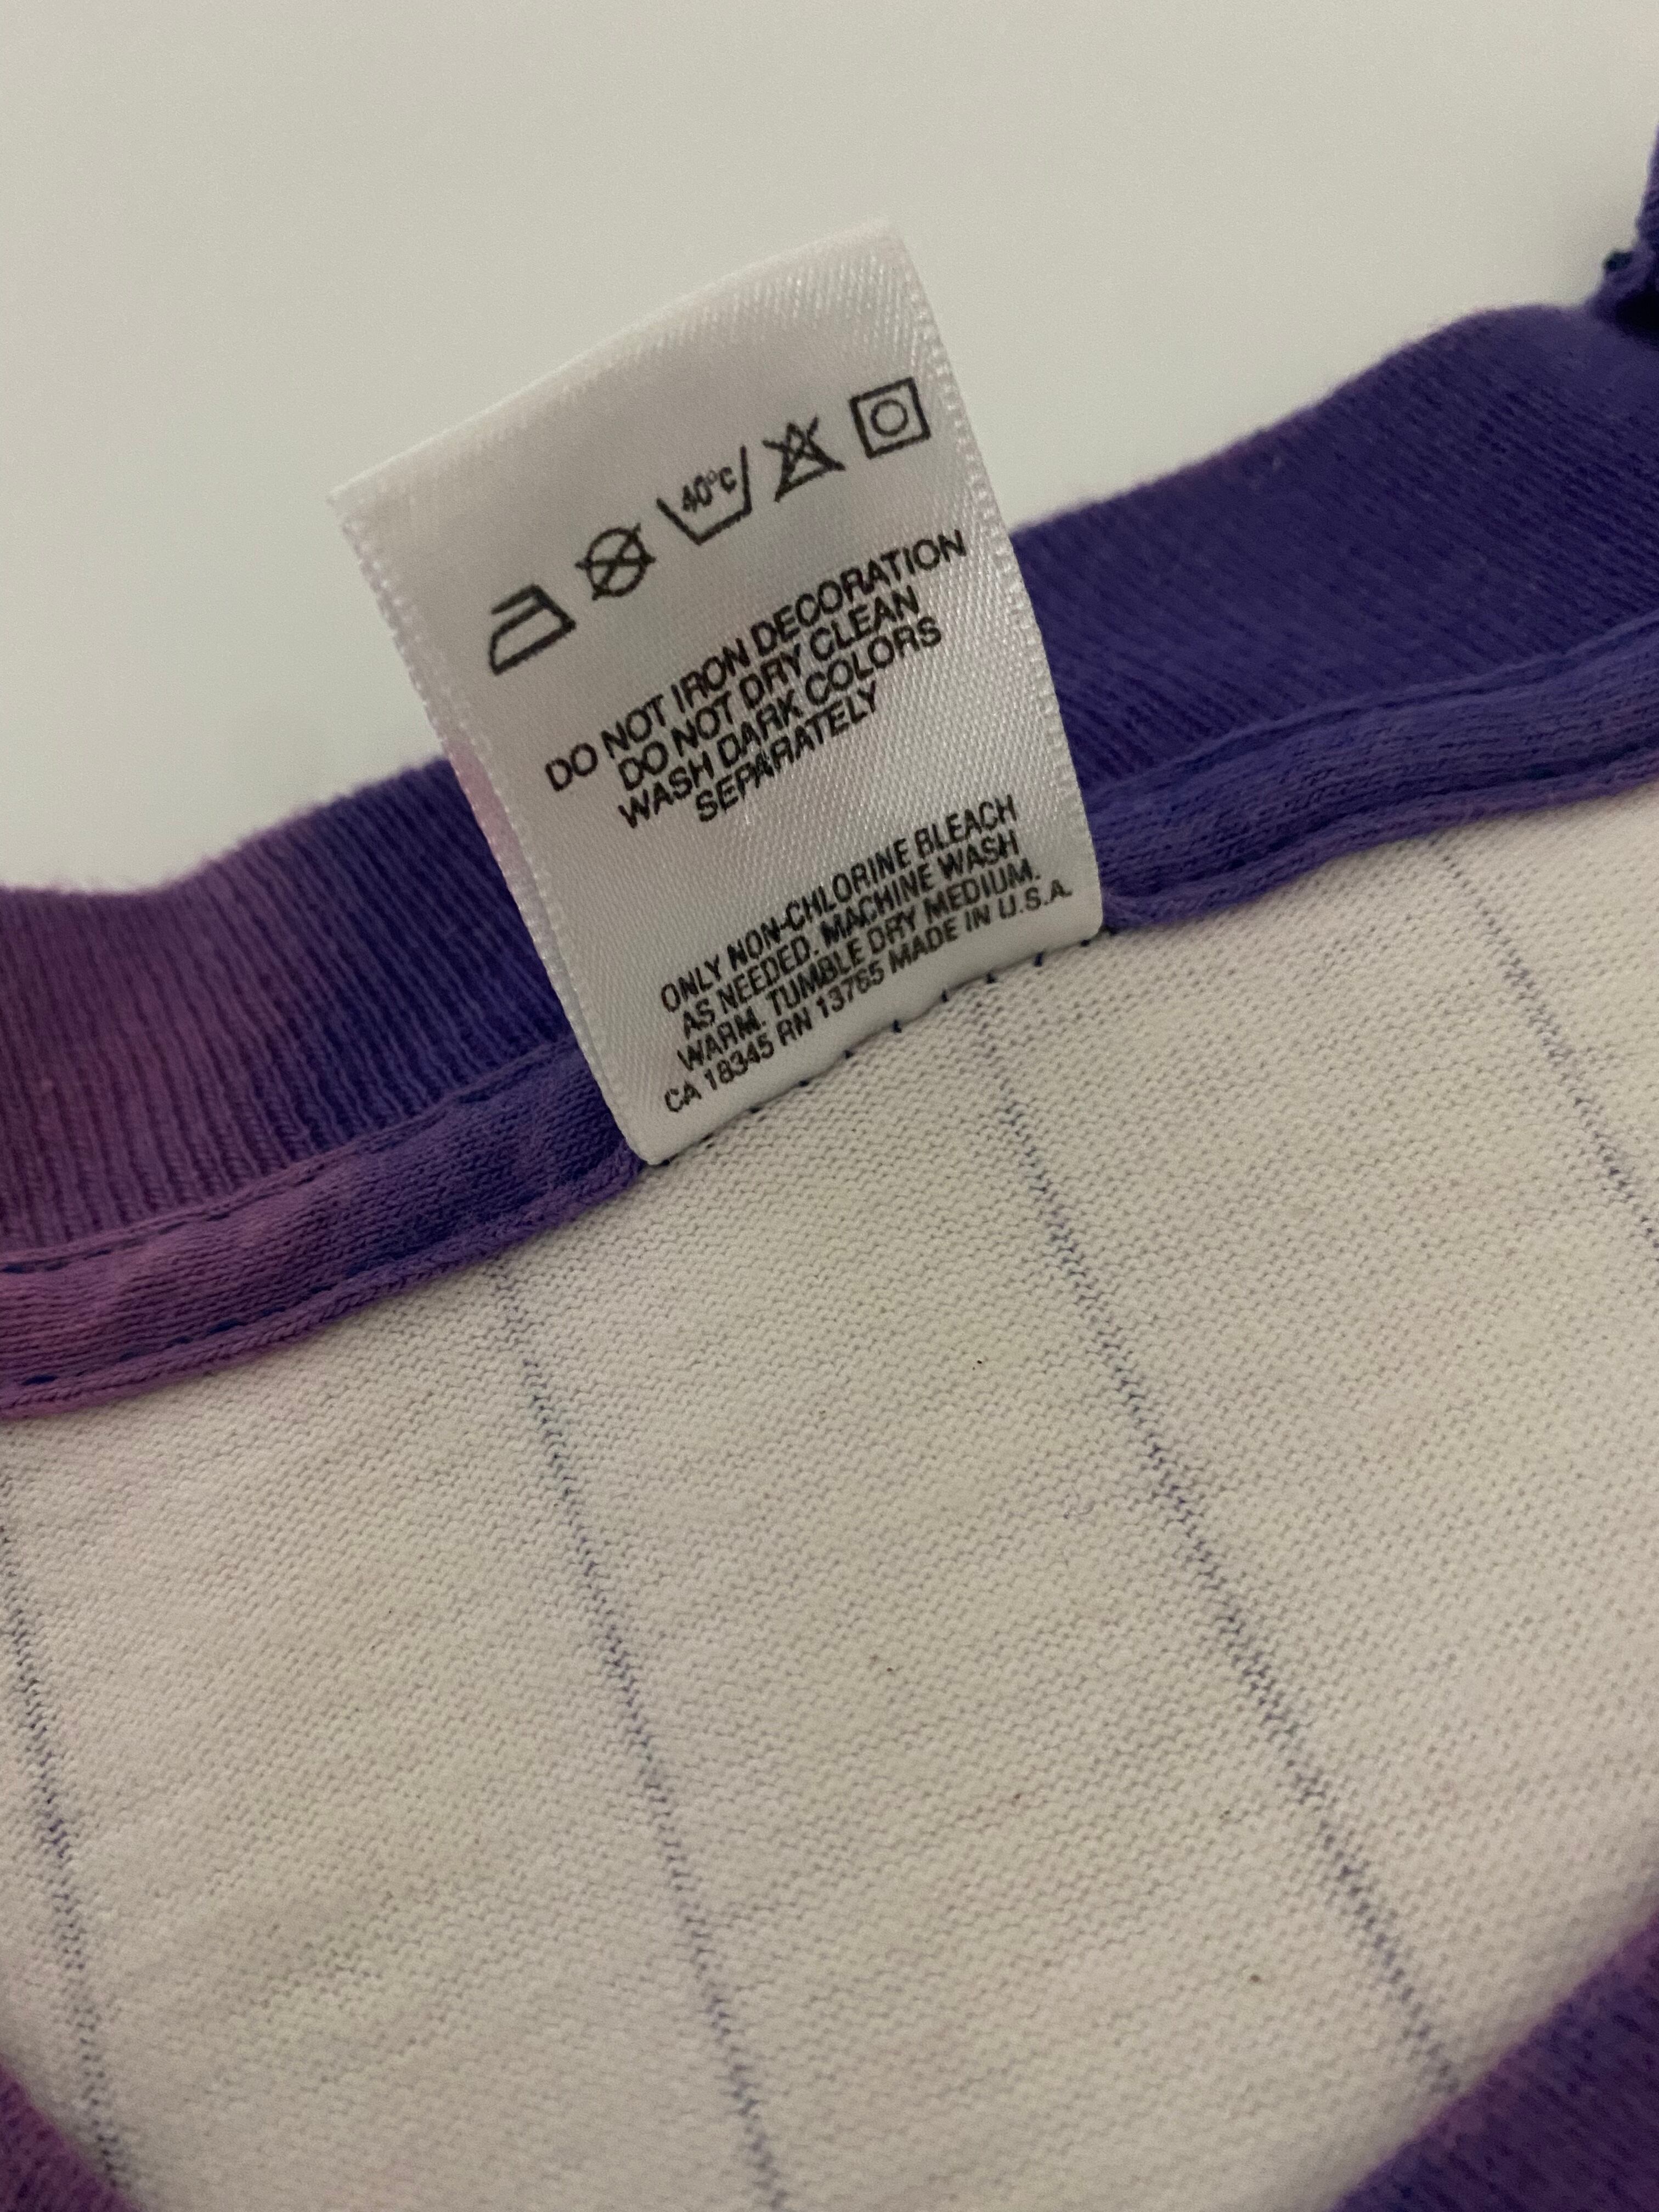 40°C
DO NOT IRON DECORATION
DO NOT DRY CLEAN
WASH DARK COLORS
SEPARATELY
ONLY NON-CHLORINE BLEACH
AS NEEDED. MACHINE WASH
WARM. TUMBLE DRY MEDIUM.
CA 18345 RN 13765 MADE IN U.S.A.